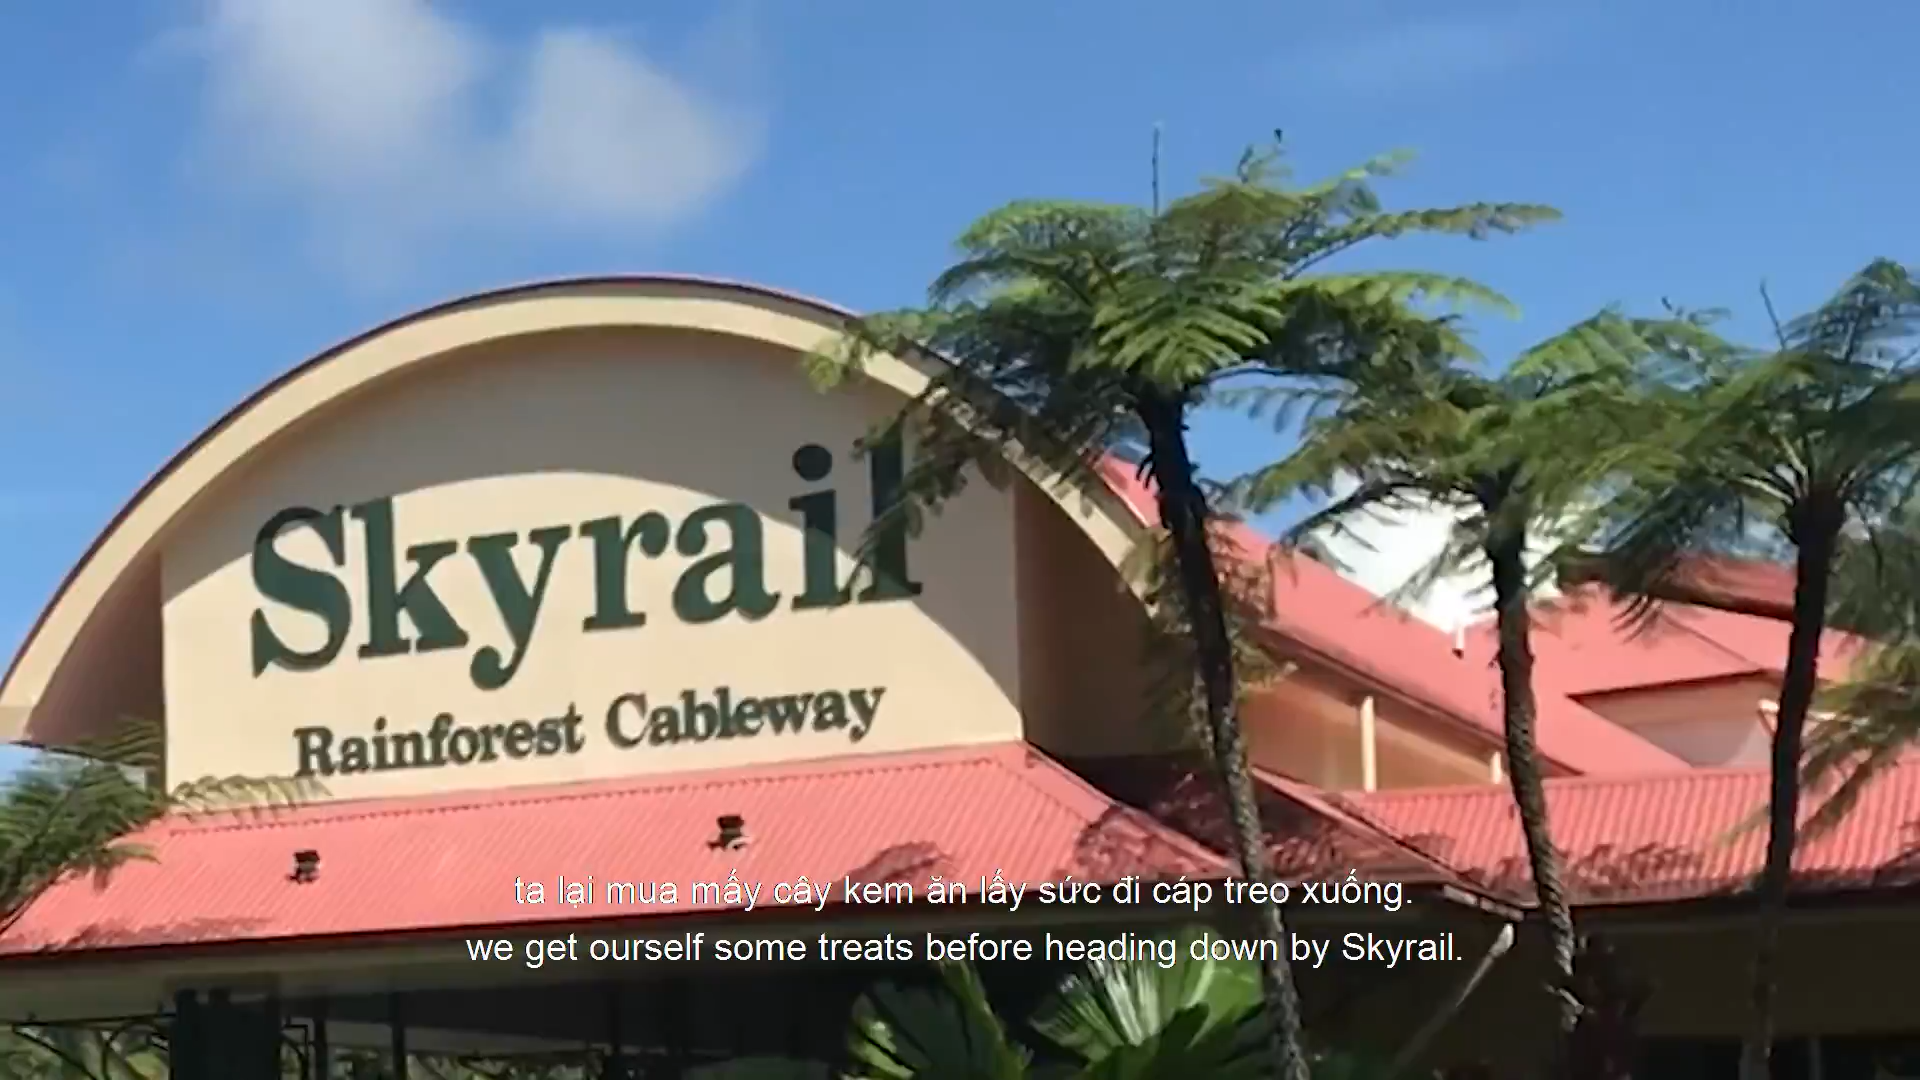 Skyrail
Rainforest Cableway
ta lại mua mấy cây kem ăn lấy sức đi cáp treo xuống.
we get ourself some treats before heading down by Skyrail.